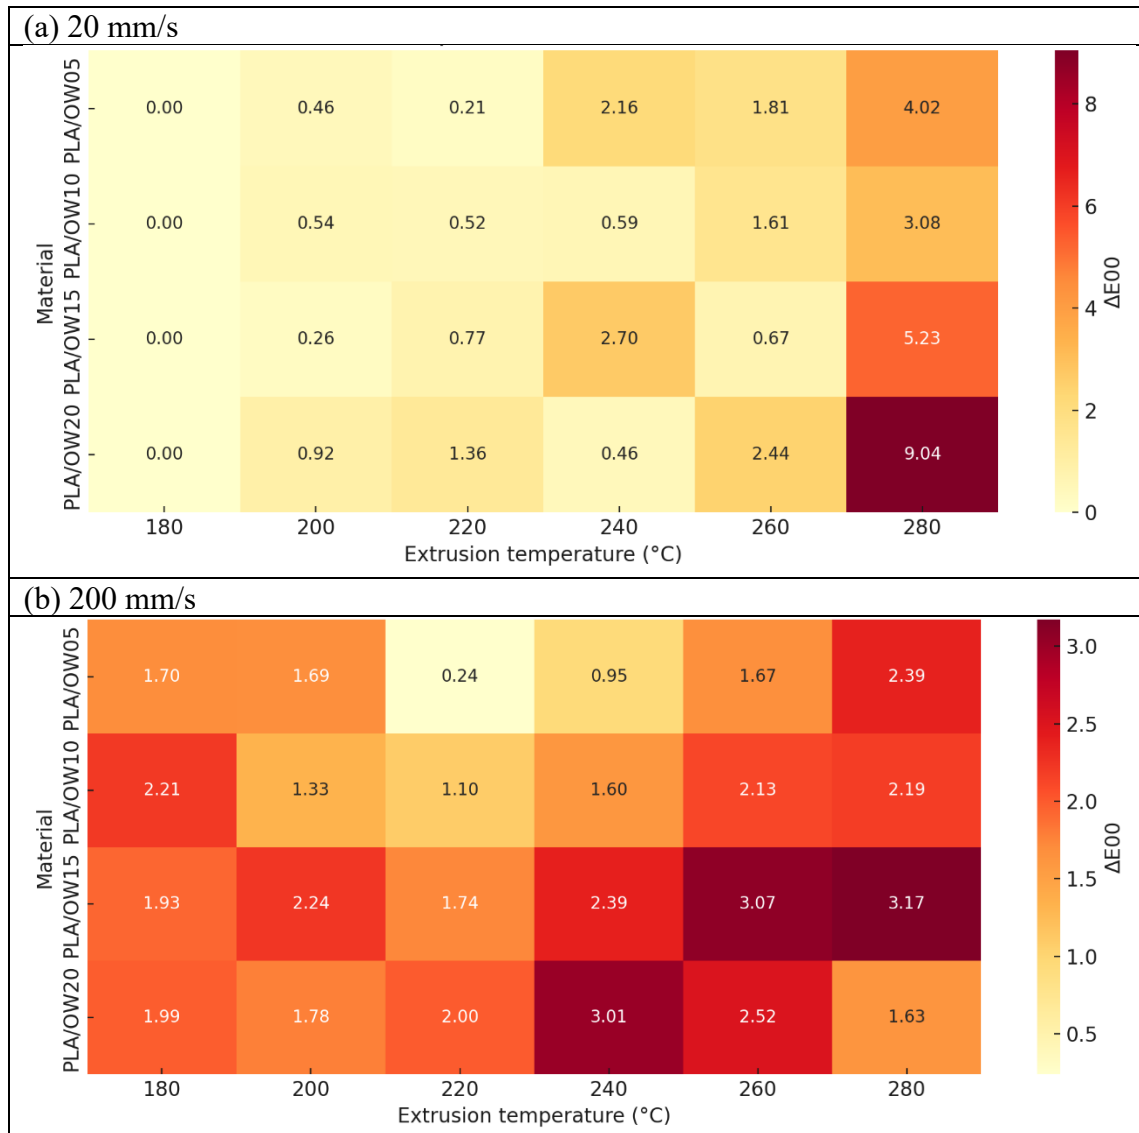 (a) 20 mm/s
Material
PLA/OW05
0.00 0.46 0.21 2.16 1.81 4.02
PLA/OW10
0.00 0.54 0.52 0.59 1.61 3.08
PLA/OW15
0.00 0.26 0.77 2.70 0.67 5.23
PLA/OW20
0.00 0.92 1.36 0.46 2.44 9.04
180 200 220 240 260 280
Extrusion temperature (°C)
8
6
4
2
0
ΔE00
(b) 200 mm/s
Material
PLA/OW05
1.70 1.69 0.24 0.95 1.67 2.39
PLA/OW10
2.21 1.33 1.10 1.60 2.13 2.19
PLA/OW15
1.93 2.24 1.74 2.39 3.07 3.17
PLA/OW20
1.99 1.78 2.00 3.01 2.52 1.63
180 200 220 240 260 280
Extrusion temperature (°C)
3.0
2.5
2.0
1.5
1.0
0.5
ΔE00